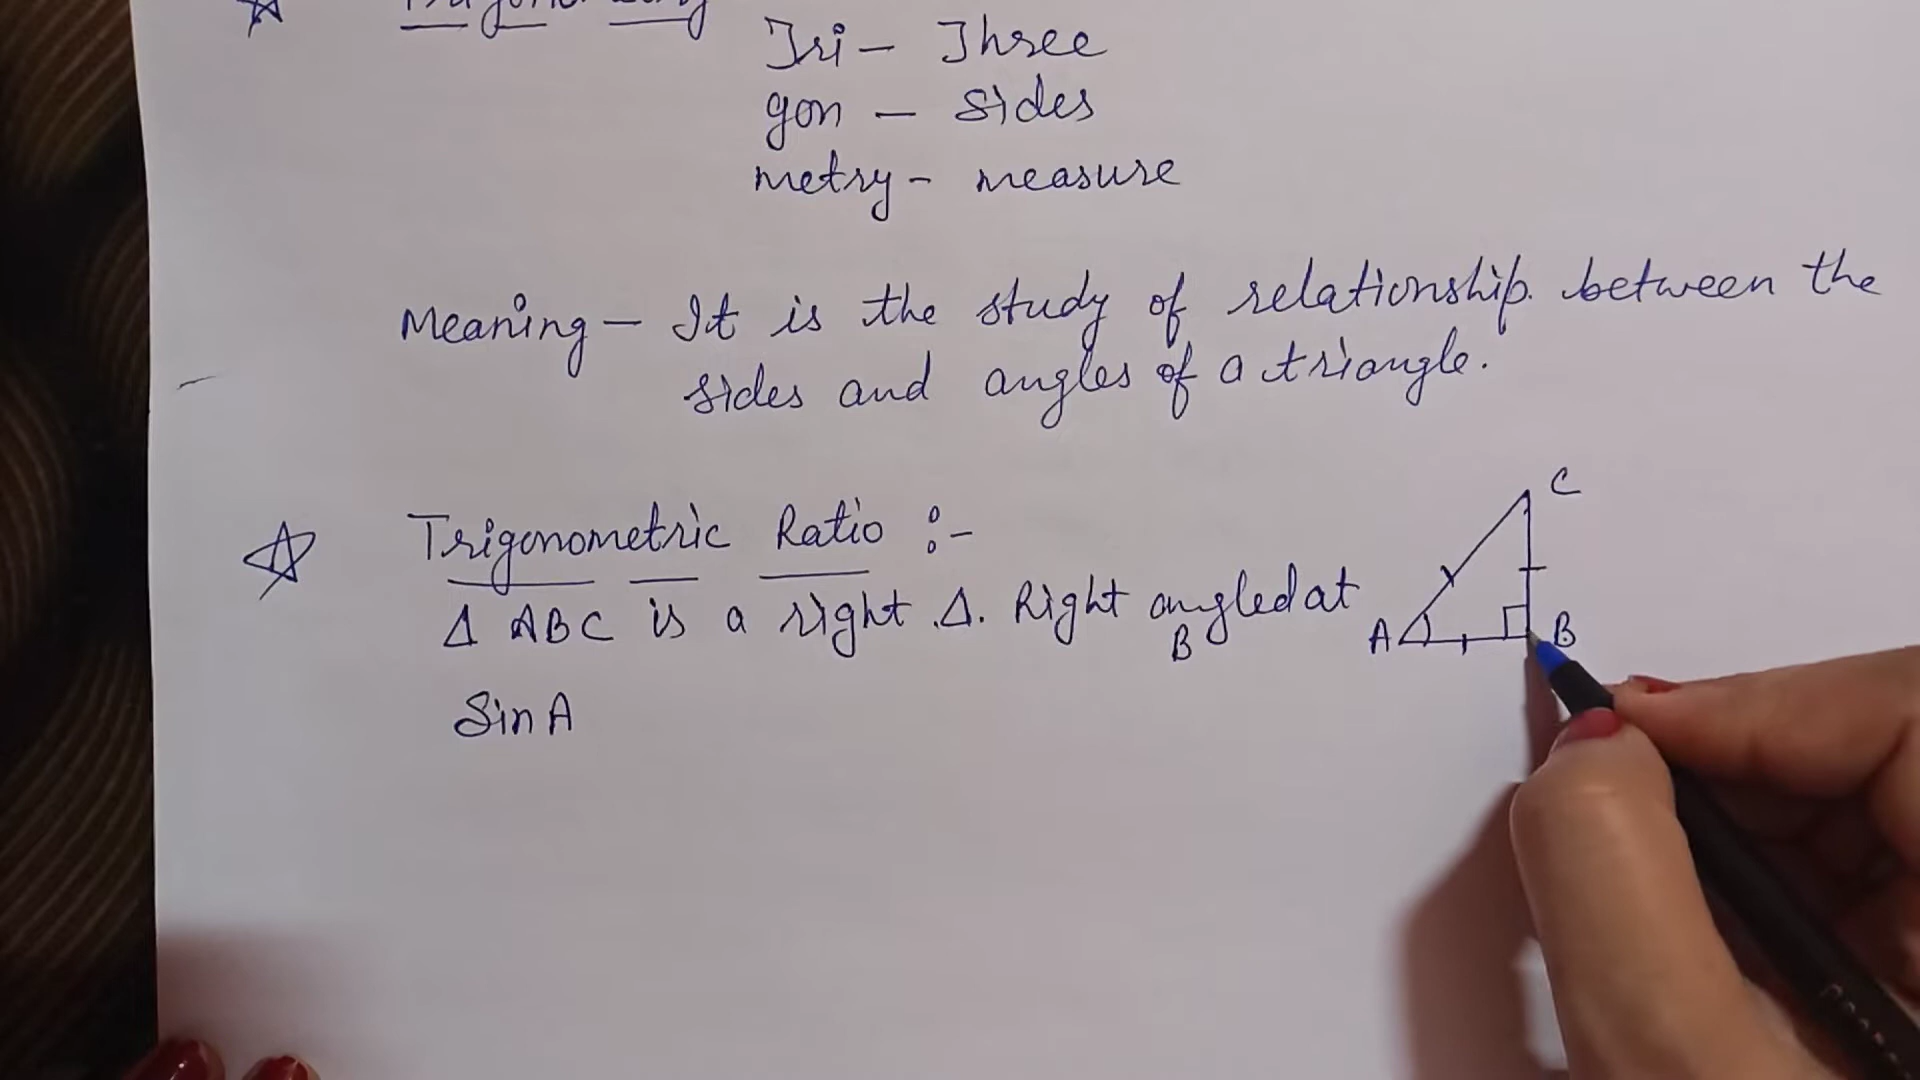 Trigonometry
Tri - Three
gon - sides
metry - measure
Meaning - It is the study of relationship. between the
sides and angles of a triangle.
Trigonometric Ratio :-
Δ ABC is a right .Δ. Right angled at
B
Sin A
C
A
B